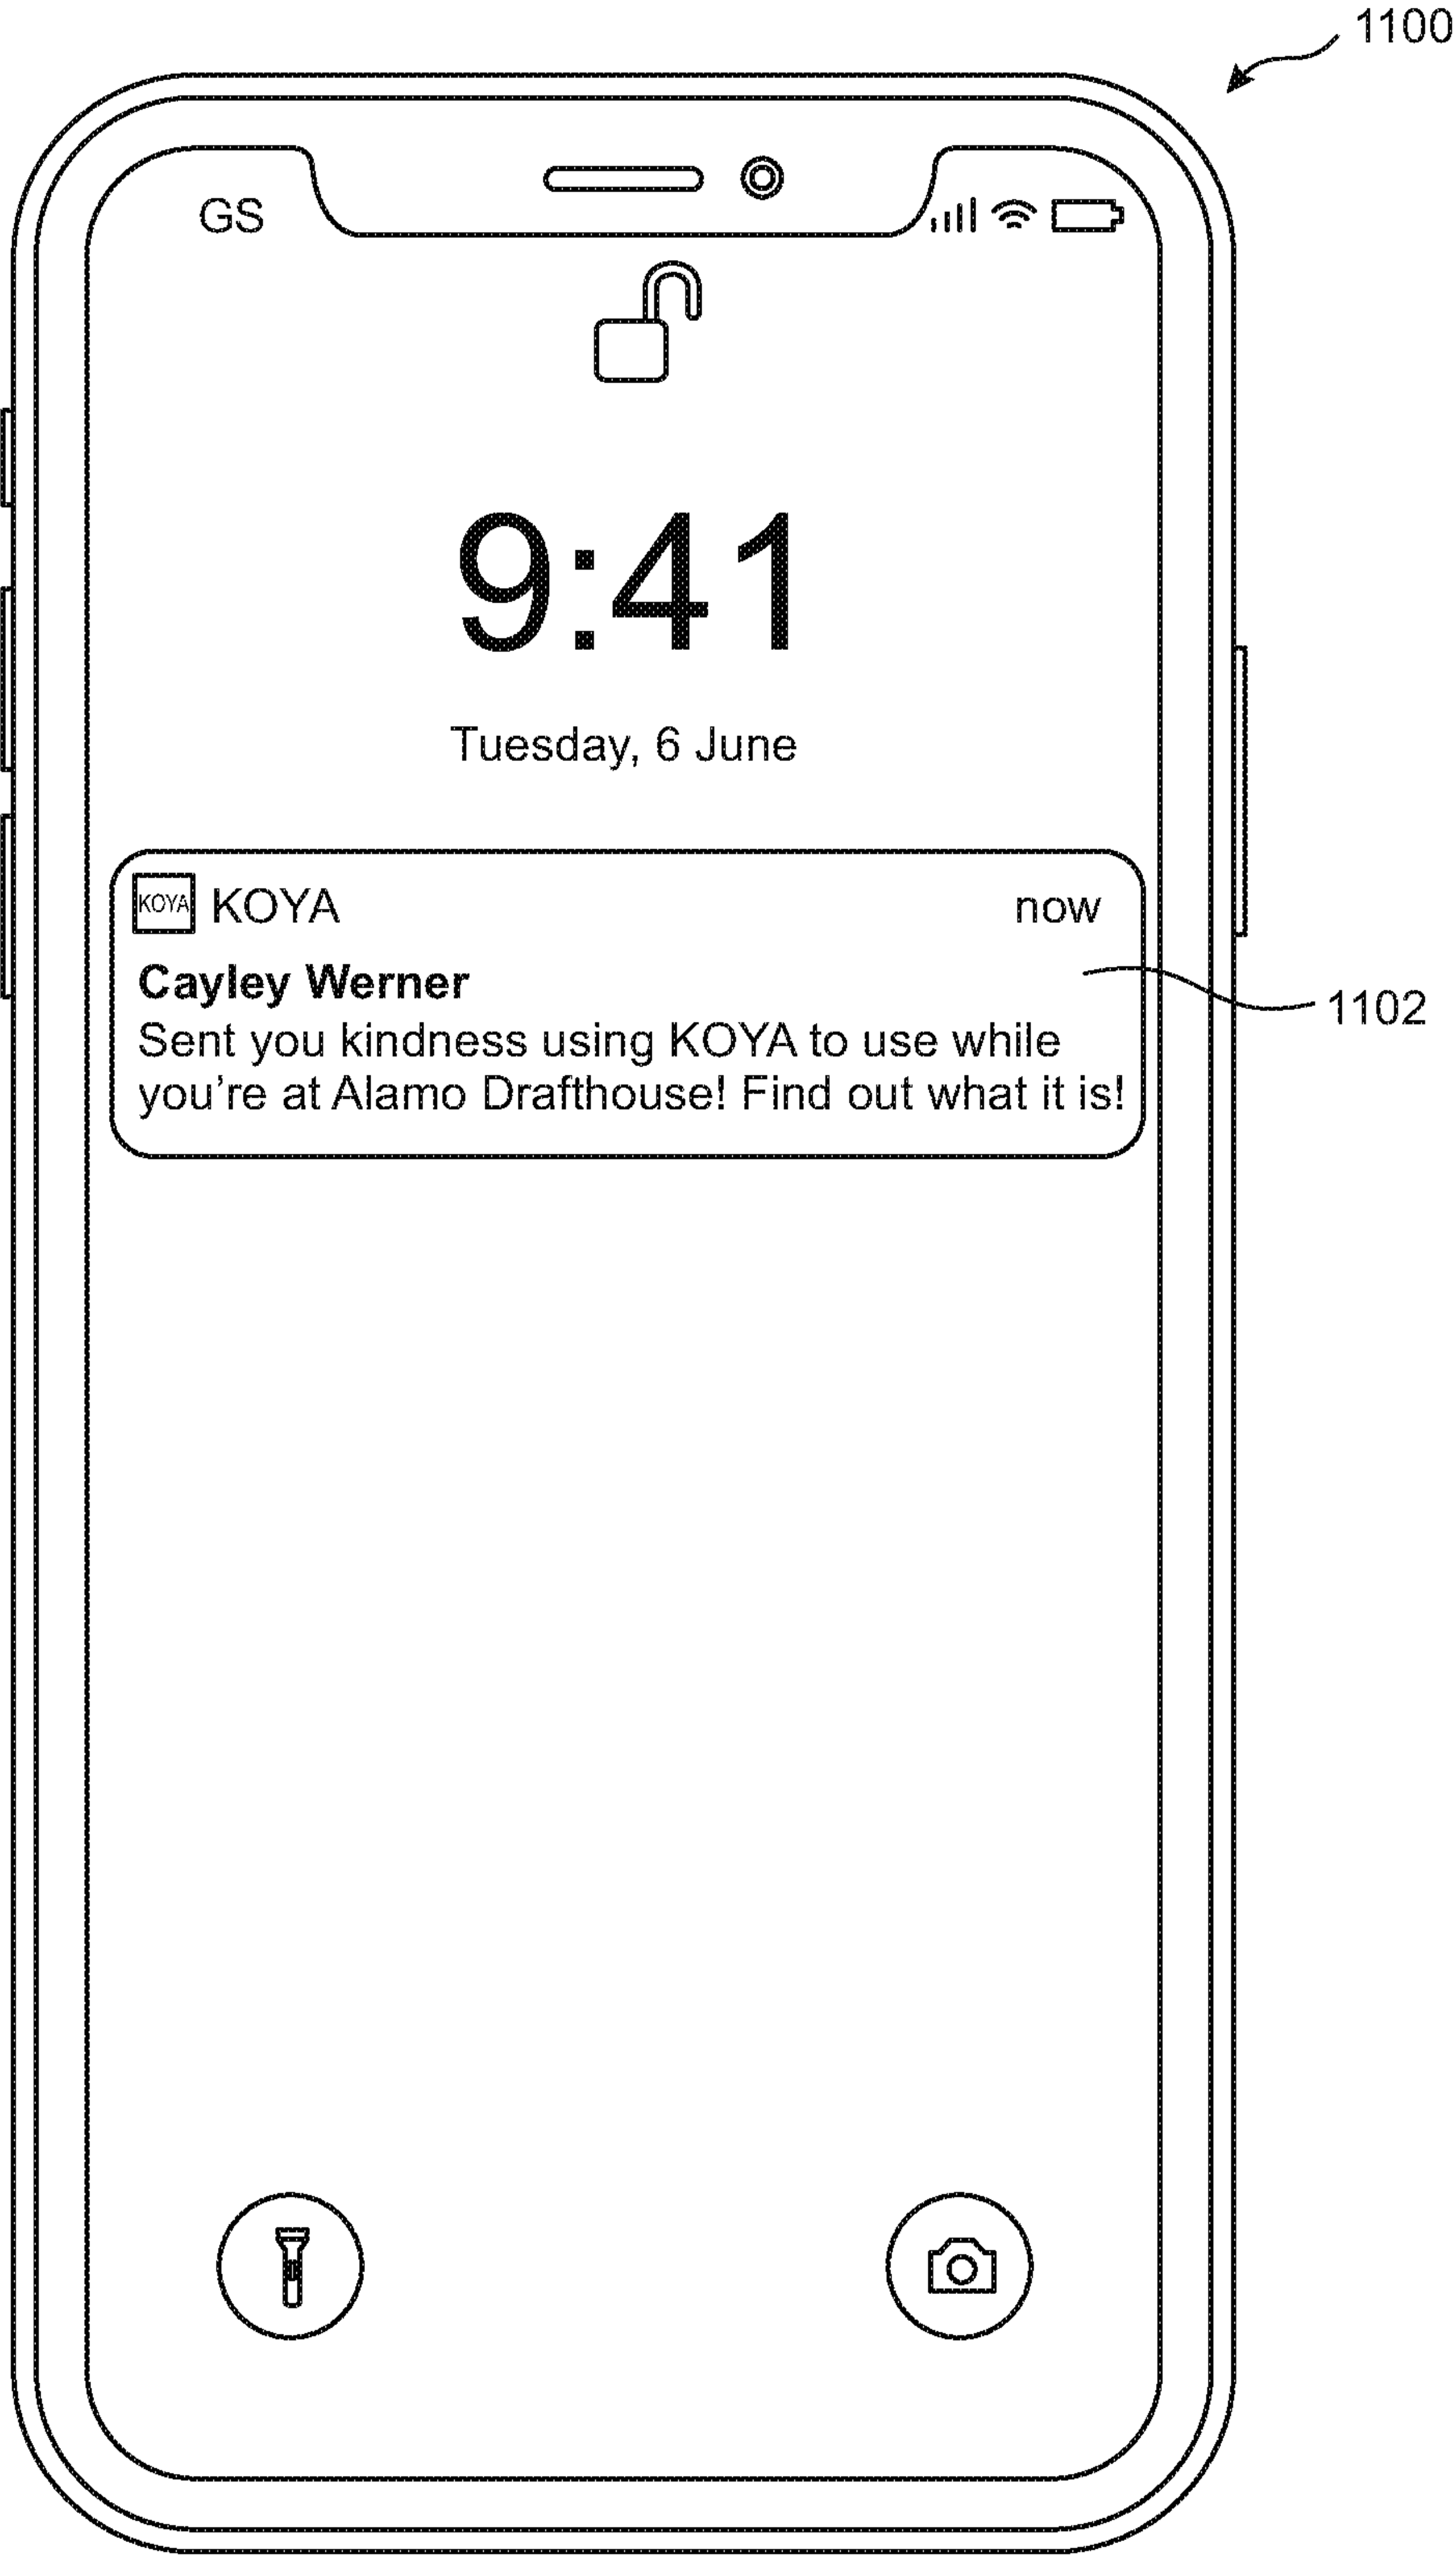 1100
GS
9:41
Tuesday, 6 June
KOYA KOYA now
Cayley Werner
1102
Sent you kindness using KOYA to use while
you’re at Alamo Drafthouse! Find out what it is!